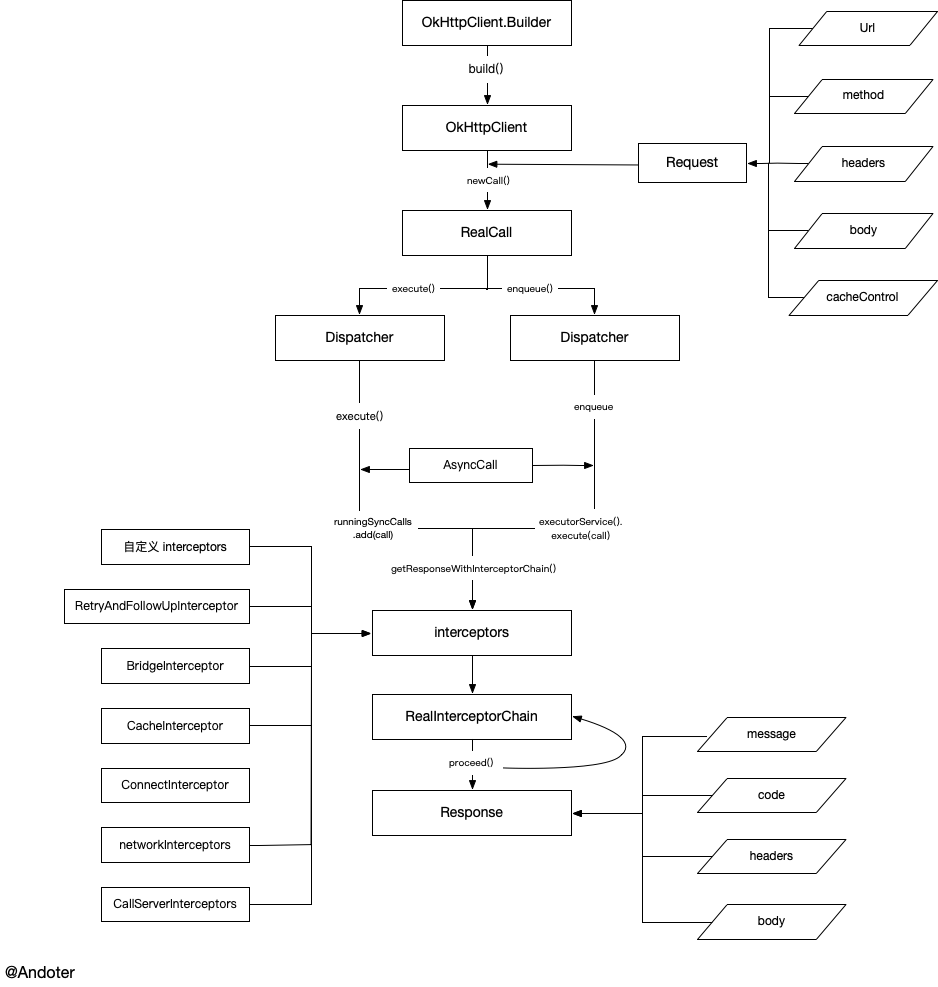 OkHttpClient.Builder
build()
OkHttpClient
newCall()
Request
Url
method
headers
body
cacheControl
RealCall
execute()
enqueue()
Dispatcher
Dispatcher
execute()
enqueue
AsyncCall
runningSyncCalls
.add(call)
executorService().
execute(call)
getResponseWithInterceptorChain()
自定义 interceptors
RetryAndFollowUpInterceptor
BridgeInterceptor
CacheInterceptor
ConnectInterceptor
networkInterceptors
CallServerInterceptors
interceptors
RealInterceptorChain
proceed()
Response
message
code
headers
body
@Andoter